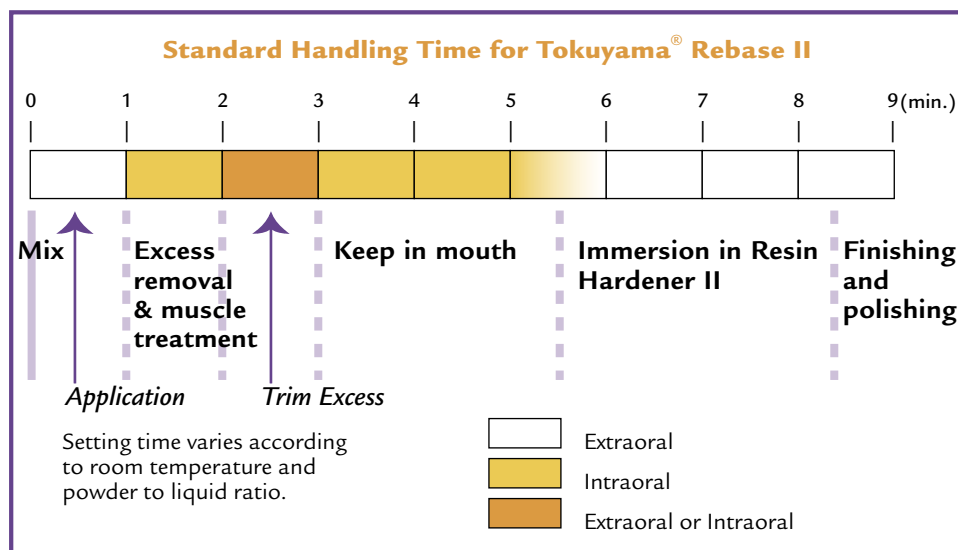 Standard Handling Time for Tokuyama® Rebase II
0 1 2 3 4 5 6 7 8 9 (min.)
Mix
Excess
removal
& muscle
treatment
Keep in mouth
Immersion in Resin
Hardener II
Finishing
and
polishing
Application
Trim Excess
Setting time varies according
to room temperature and
powder to liquid ratio.
Extraoral
Intraoral
Extraoral or Intraoral